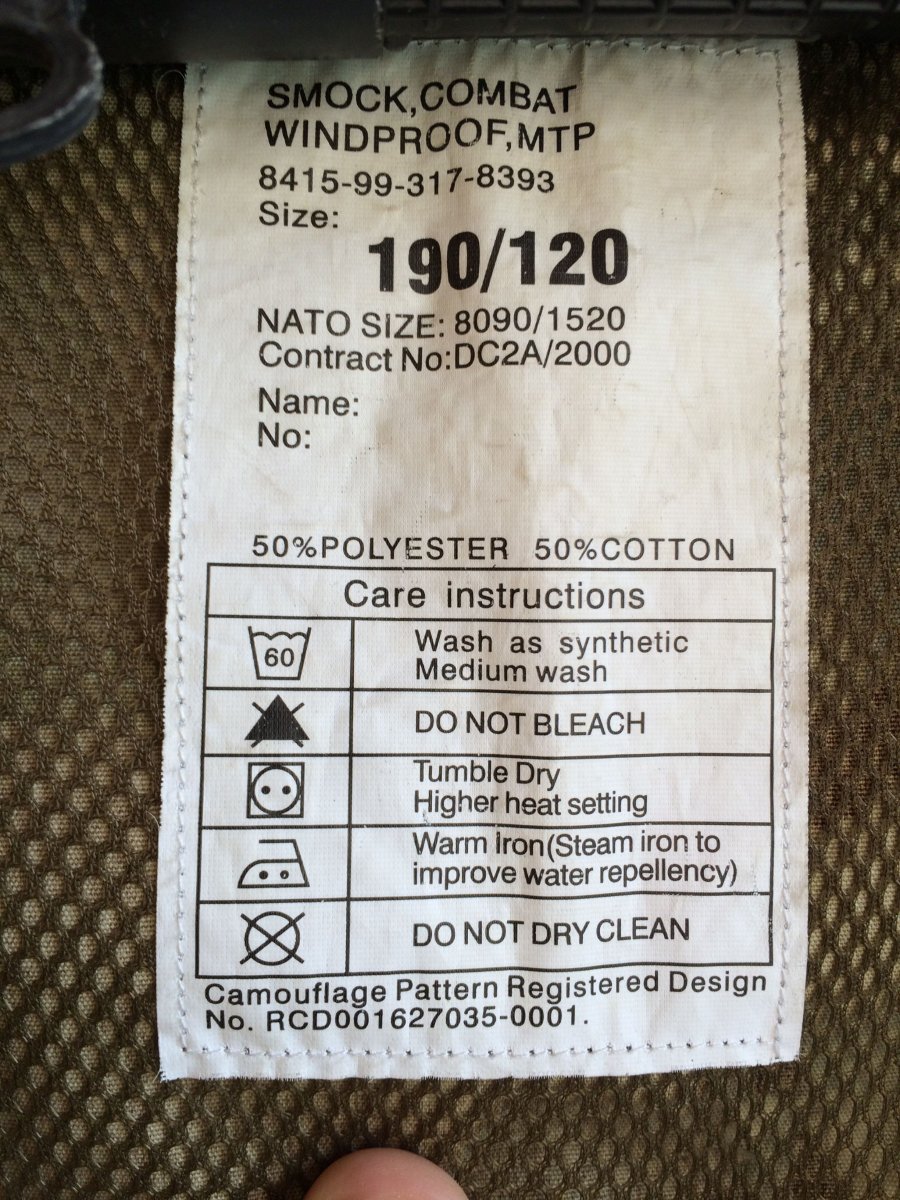 SMOCK,COMBAT
WINDPROOF,MTP
8415-99-317-8393
Size:
190/120
NATO SIZE: 8090/1520
Contract No:DC2A/2000
Name:
No:
50%POLYESTER 50%COTTON
Care instructions
60
Wash as synthetic
Medium wash
DO NOT BLEACH
Tumble Dry
Higher heat setting
Warm Iron(Steam iron to
improve water repellency)
DO NOT DRY CLEAN
Camouflage Pattern Registered Design
No. RCD001627035-0001.